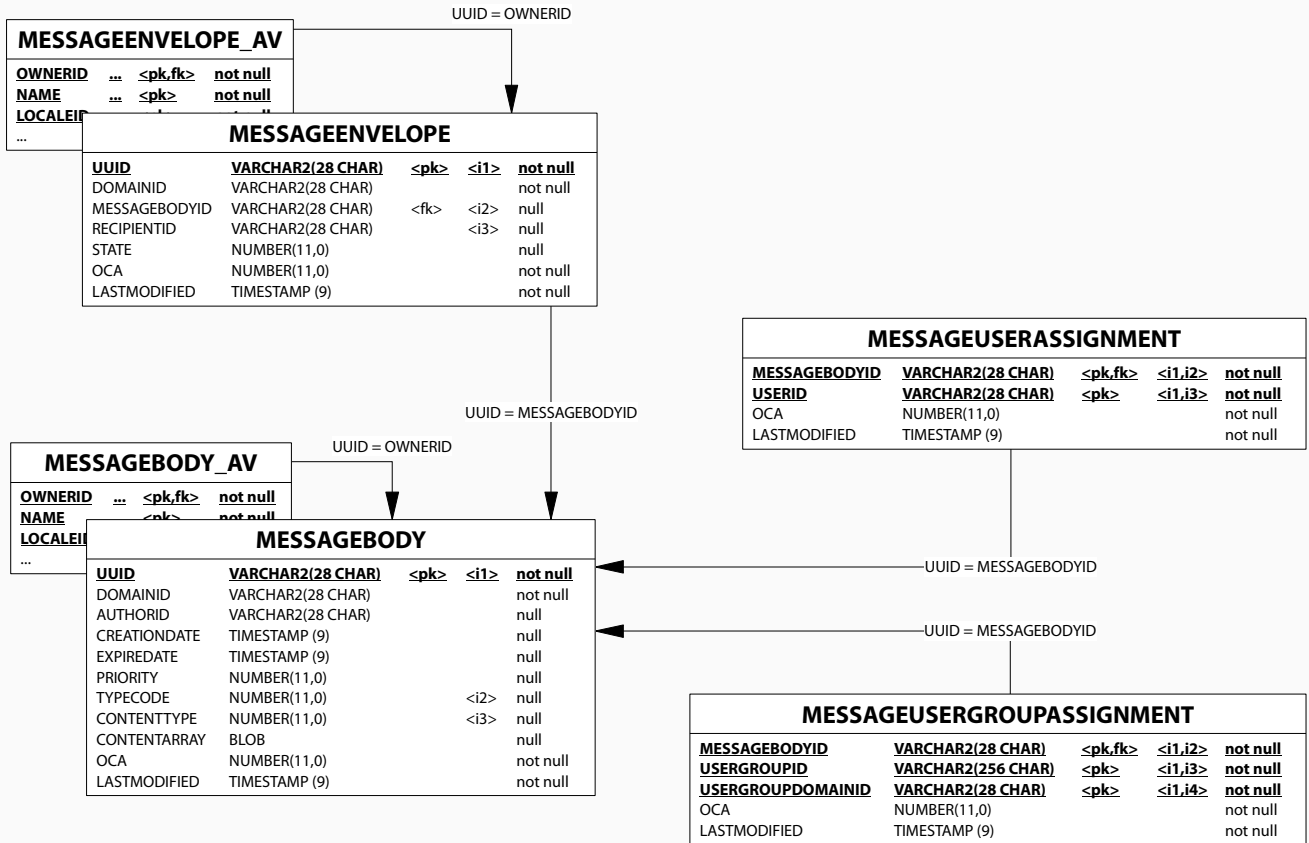 UUID = OWNERID
MESSAGEENVELOPE_AV
OWNERID ... <pk,fk> not null
NAME ... <pk> not null
LOCALEID
...
MESSAGEENVELOPE
UUID VARCHAR2(28 CHAR) <pk> <i1> not null
DOMAINID VARCHAR2(28 CHAR) not null
MESSAGEBODYID VARCHAR2(28 CHAR) <fk> <i2> null
RECIPIENTID VARCHAR2(28 CHAR) <i3> null
STATE NUMBER(11,0) null
OCA NUMBER(11,0) not null
LASTMODIFIED TIMESTAMP (9) not null
MESSAGEUSERASSIGNMENT
MESSAGEBODYID VARCHAR2(28 CHAR) <pk,fk> <i1,i2> not null
USERID VARCHAR2(28 CHAR) <pk> <i1,i3> not null
OCA NUMBER(11,0) not null
LASTMODIFIED TIMESTAMP (9) not null
UUID = MESSAGEBODYID
UUID = OWNERID
MESSAGEBODY_AV
OWNERID ... <pk,fk> not null
NAME <pk> not null
LOCALEID
...
MESSAGEBODY
UUID VARCHAR2(28 CHAR) <pk> <i1> not null
DOMAINID VARCHAR2(28 CHAR) not null
AUTHORID VARCHAR2(28 CHAR) null
CREATIONDATE TIMESTAMP (9) null
EXPIREDATE TIMESTAMP (9) null
PRIORITY NUMBER(11,0) null
TYPECODE NUMBER(11,0) <i2> null
CONTENTTYPE NUMBER(11,0) <i3> null
CONTENTARRAY BLOB null
OCA NUMBER(11,0) not null
LASTMODIFIED TIMESTAMP (9) not null
UUID = MESSAGEBODYID
UUID = MESSAGEBODYID
MESSAGEUSERGROUPASSIGNMENT
MESSAGEBODYID VARCHAR2(28 CHAR) <pk,fk> <i1,i2> not null
USERGROUPID VARCHAR2(256 CHAR) <pk> <i1,i3> not null
USERGROUPDOMAINID VARCHAR2(28 CHAR) <pk> <i1,i4> not null
OCA NUMBER(11,0) not null
LASTMODIFIED TIMESTAMP (9) not null